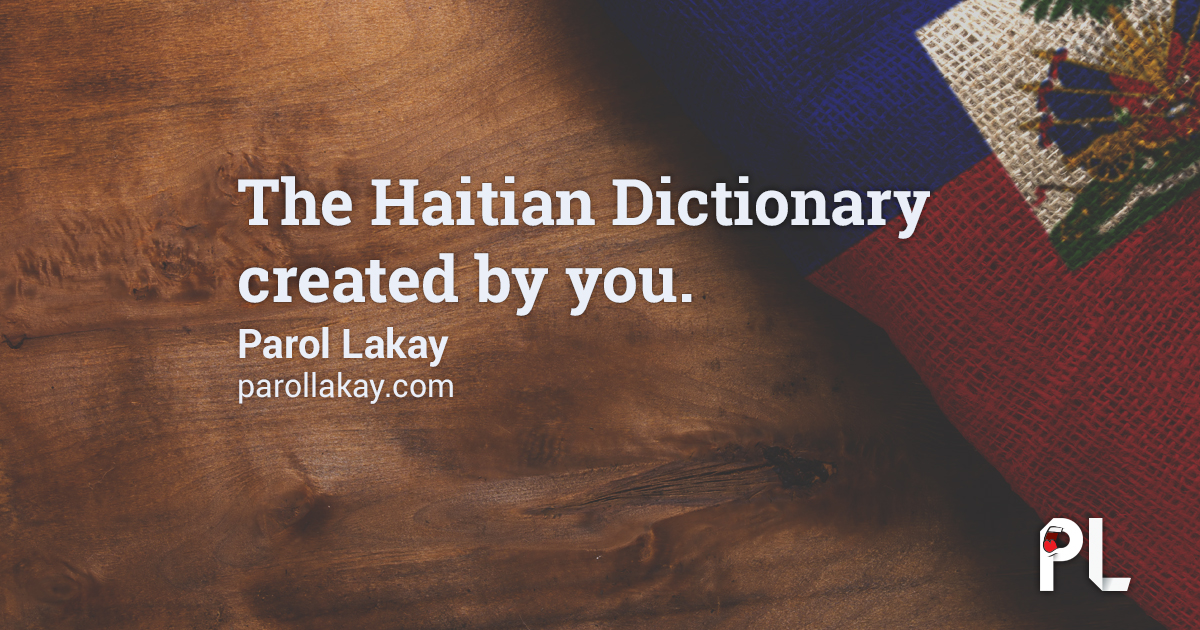 The Haitian Dictionary
created by you.
Parol Lakay
parollakay.com
PL